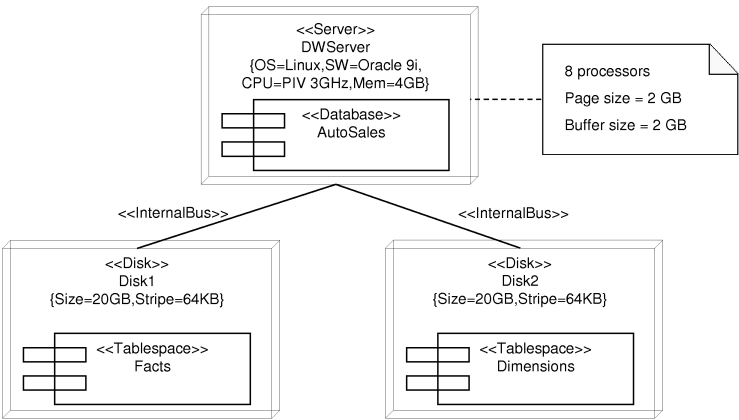 <<Server>>
DWServer
{OS=Linux,SW=Oracle 9i,
CPU=PIV 3GHz,Mem=4GB}
<<Database>>
AutoSales
8 processors
Page size = 2 GB
Buffer size = 2 GB
<<InternalBus>>
<<InternalBus>>
<<Disk>>
Disk1
{Size=20GB,Stripe=64KB}
<<Tablespace>>
Facts
<<Disk>>
Disk2
{Size=20GB,Stripe=64KB}
<<Tablespace>>
Dimensions